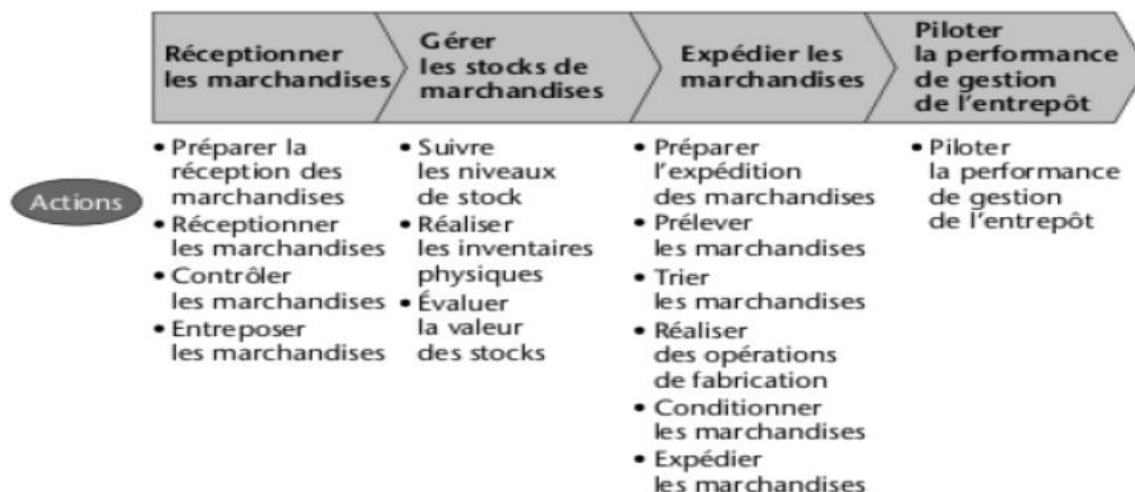 Réceptionner
les marchandises
Gérer
les stocks de
marchandises
Expédier les
marchandises
Piloter
la performance
de gestion
de l'entrepôt
Actions
• Préparer la
réception des
marchandises
• Réceptionner
les marchandises
• Contrôler
les marchandises
• Entreposer
les marchandises
• Suivre
les niveaux
de stock
• Réaliser
les inventaires
physiques
• Évaluer
la valeur
des stocks
• Préparer
l'expédition
des marchandises
• Prélever
les marchandises
• Trier
les marchandises
• Réaliser
des opérations
de fabrication
• Conditionner
les marchandises
• Expédier
les marchandises
• Piloter
la performance
de gestion
de l'entrepôt